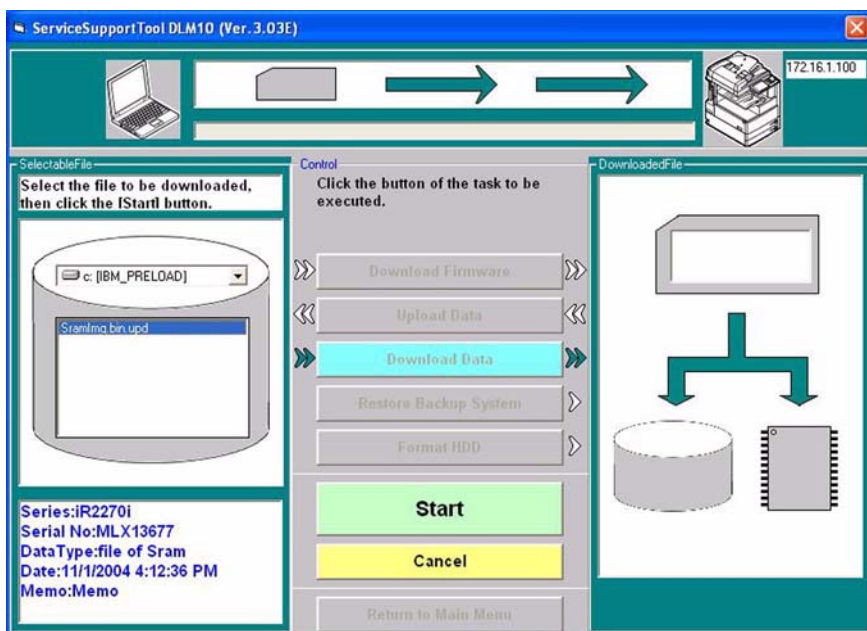 ServiceSupportTool DLM10 (Ver.3.03E)
172.16.1.100
SelectableFile
Select the file to be downloaded,
then click the [Start] button.
c: [IBM_PRELOAD]
SramImg.bin.upd
Series:iR2270i
Serial No:MLX13677
DataType:file of Sram
Date:11/1/2004 4:12:36 PM
Memo:Memo
Control
Click the button of the task to be
executed.
Download Firmware
Upload Data
Download Data
Restore Backup System
Format HDD
Start
Cancel
Return to Main Menu
DownloadedFile